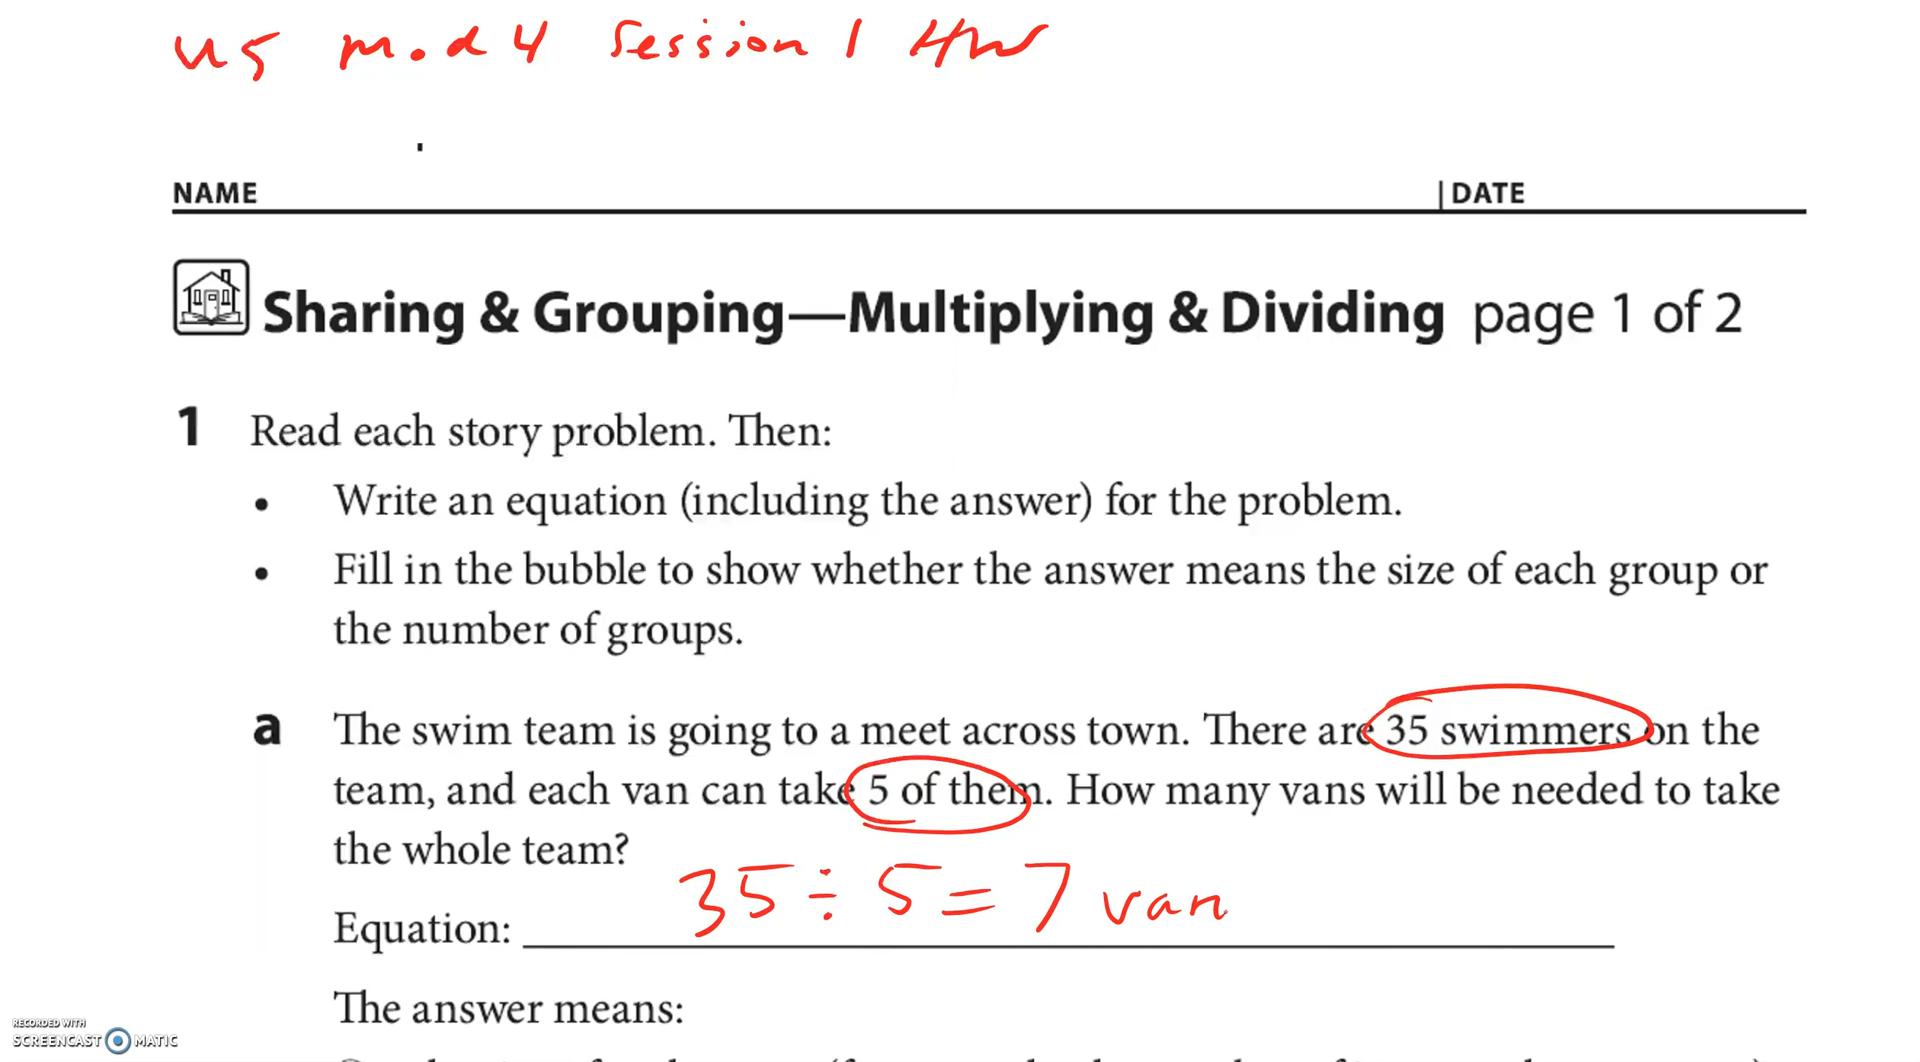 U5 mod 4 Session 1 HW
NAME | DATE
Sharing & Grouping—Multiplying & Dividing page 1 of 2
1 Read each story problem. Then:
• Write an equation (including the answer) for the problem.
• Fill in the bubble to show whether the answer means the size of each group or
the number of groups.
a The swim team is going to a meet across town. There are 35 swimmers on the
team, and each van can take 5 of them. How many vans will be needed to take
the whole team?
Equation: 35 ÷ 5 = 7 van
The answer means:
RECORDED WITH
SCREENCAST MATIC